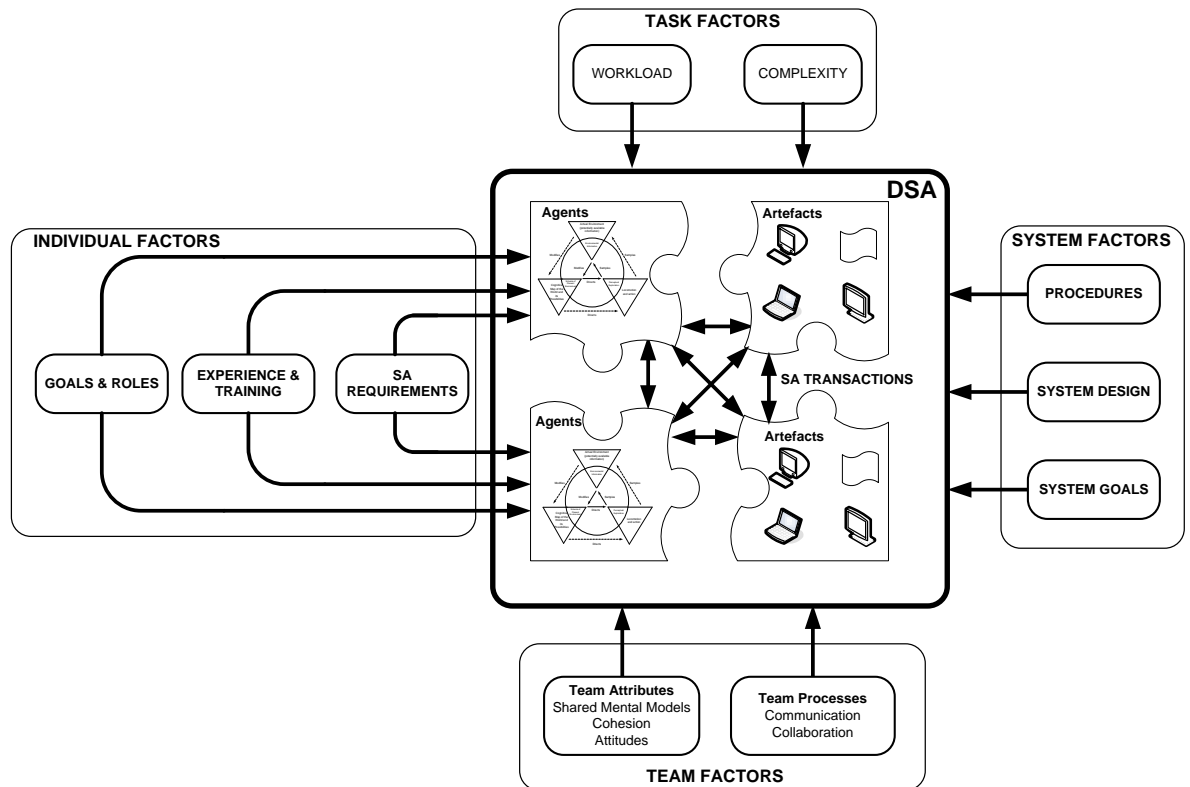 TASK FACTORS
WORKLOAD
COMPLEXITY
DSA
Agents
Artefacts
INDIVIDUAL FACTORS
SYSTEM FACTORS
PROCEDURES
GOALS & ROLES
EXPERIENCE &
TRAINING
SA
REQUIREMENTS
SA TRANSACTIONS
SYSTEM DESIGN
Agents
Artefacts
SYSTEM GOALS
Team Attributes
Shared Mental Models
Cohesion
Attitudes
Team Processes
Communication
Collaboration
TEAM FACTORS